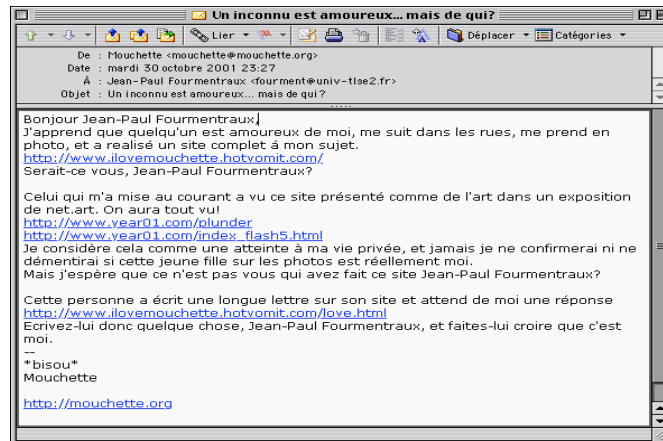 Un inconnu est amoureux... mais de qui?
Lier Déplacer Catégories
De : Mouchette <mouchette@mouchette.org>
Date : mardi 30 octobre 2001 23:27
À : Jean-Paul Fourmentraux <fourment@univ-tlse2.fr>
Objet : Un inconnu est amoureux... mais de qui?
Bonjour Jean-Paul Fourmentraux,
J'apprend que quelqu'un est amoureux de moi, me suit dans les rues, me prend en
photo, et a realisé un site complet á mon sujet.
http://www.ilovemouchette.hotvomit.com/
Serait-ce vous, Jean-Paul Fourmentraux?
Celui qui m'a mise au courant a vu ce site présenté comme de l'art dans un exposition
de net.art. On aura tout vu!
http://www.year01.com/plunder
http://www.year01.com/index_flash5.html
Je considère cela comme une atteinte à ma vie privée, et jamais je ne confirmerai ni ne
démentirai si cette jeune fille sur les photos est réellement moi.
Mais j'espère que ce n'est pas vous qui avez fait ce site Jean-Paul Fourmentraux?
Cette personne a écrit une longue lettre sur son site et attend de moi une réponse
http://www.ilovemouchette.hotvomit.com/love.html
Ecrivez-lui donc quelque chose, Jean-Paul Fourmentraux, et faites-lui croire que c'est
moi.
--
*bisou*
Mouchette
http://mouchette.org